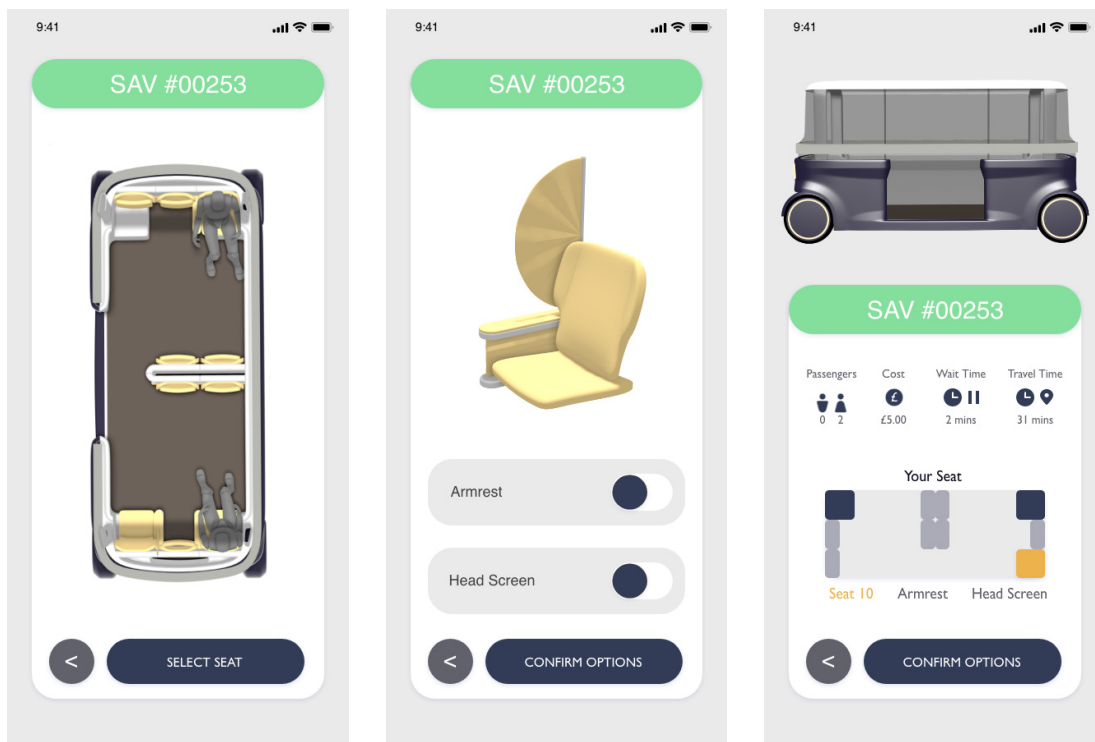 9:41
SAV #00253
<
SELECT SEAT
9:41
SAV #00253
Armrest
Head Screen
<
CONFIRM OPTIONS
9:41
SAV #00253
Passengers Cost Wait Time Travel Time
£
0 2 £5.00 2 mins 31 mins
Your Seat
Seat 10 Armrest Head Screen
<
CONFIRM OPTIONS